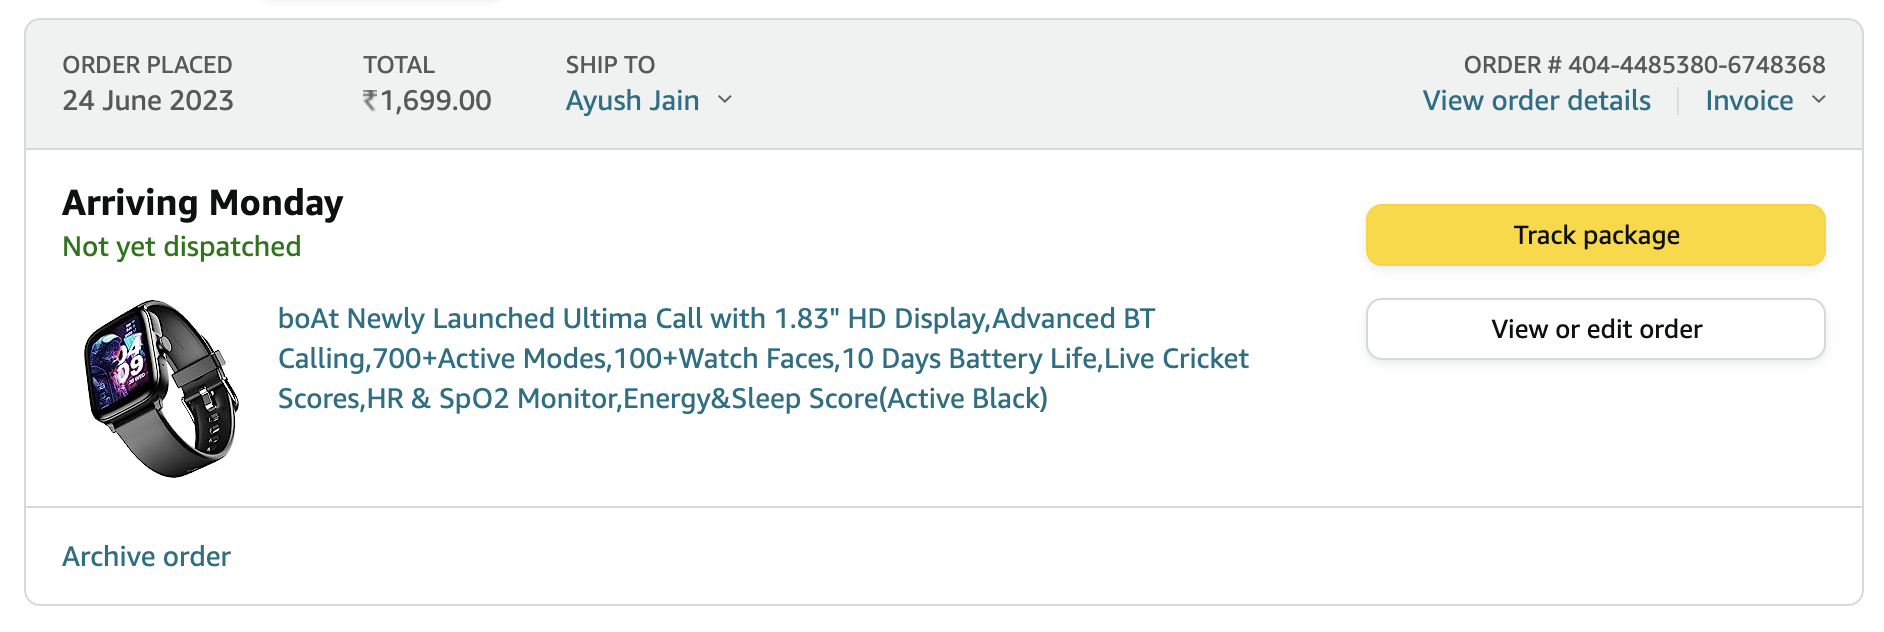 ORDER PLACED
24 June 2023
TOTAL
₹1,699.00
SHIP TO
Ayush Jain
ORDER # 404-4485380-6748368
View order details
Invoice
Arriving Monday
Not yet dispatched
Track package
View or edit order
boAt Newly Launched Ultima Call with 1.83" HD Display,Advanced BT
Calling,700+Active Modes,100+Watch Faces,10 Days Battery Life,Live Cricket
Scores,HR & SpO2 Monitor,Energy&Sleep Score(Active Black)
04
09
Archive order